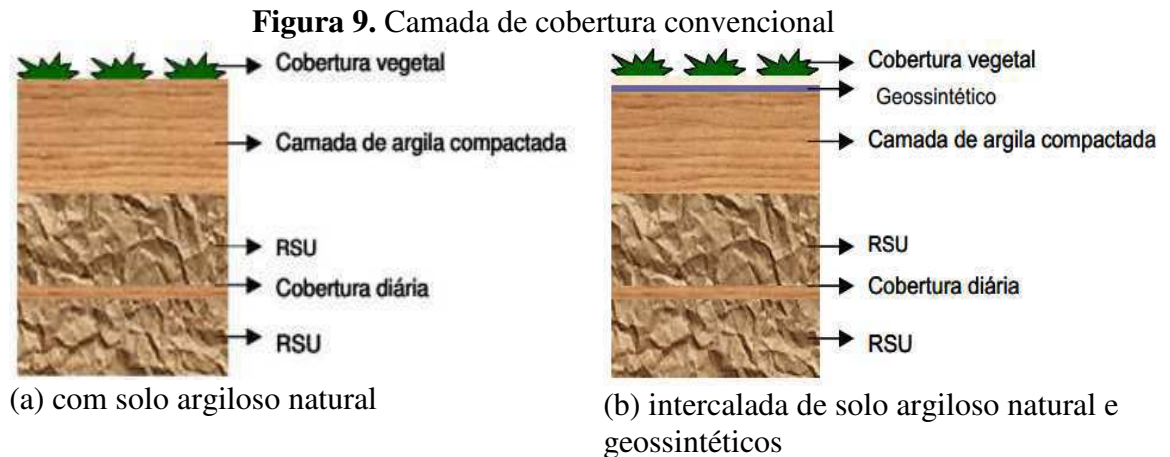 Figura 9. Camada de cobertura convencional
Cobertura vegetal
Camada de argila compactada
RSU
Cobertura diária
RSU
(a) com solo argiloso natural
Cobertura vegetal
Geossintético
Camada de argila compactada
RSU
Cobertura diária
RSU
(b) intercalada de solo argiloso natural e
geossintéticos